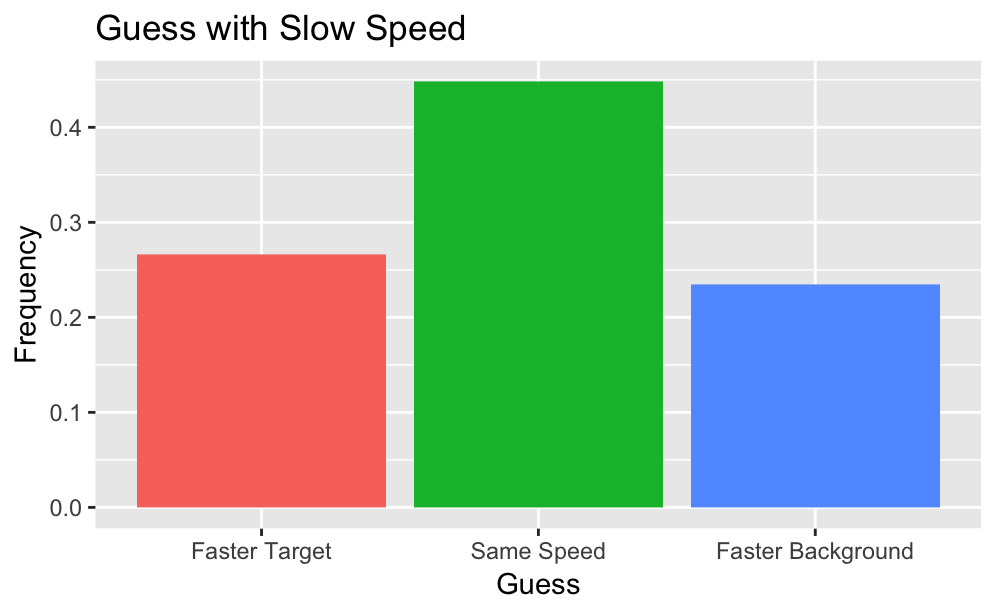 Guess with Slow Speed
Frequency
0.4
0.3
0.2
0.1
0.0
Faster Target
Same Speed
Faster Background
Guess